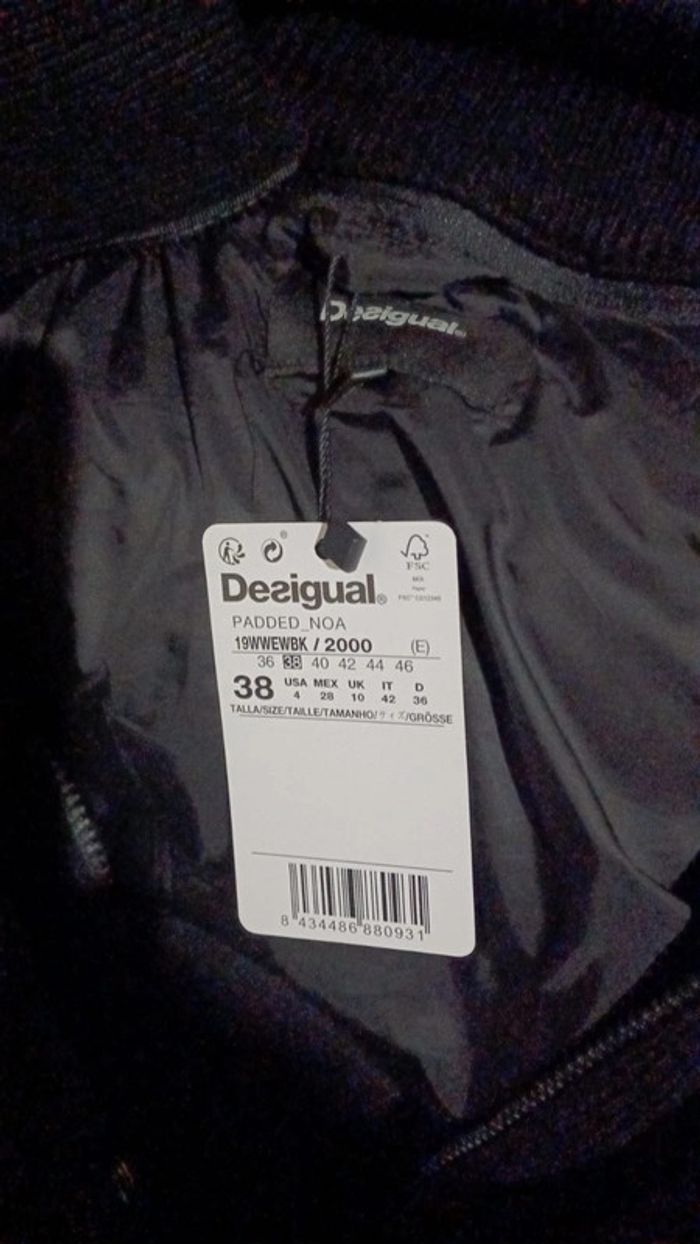 Desigual.
FSC
MIX
Desigual®
PADDED_NOA
19WWEWBK / 2000 (E)
36 38 40 42 44 46
38 USA MEX UK IT D
4 28 10 42 36
TALLA/SIZE/TAILLE/TAMANHO/サイズ/GRÖSSE
8 434486 880931